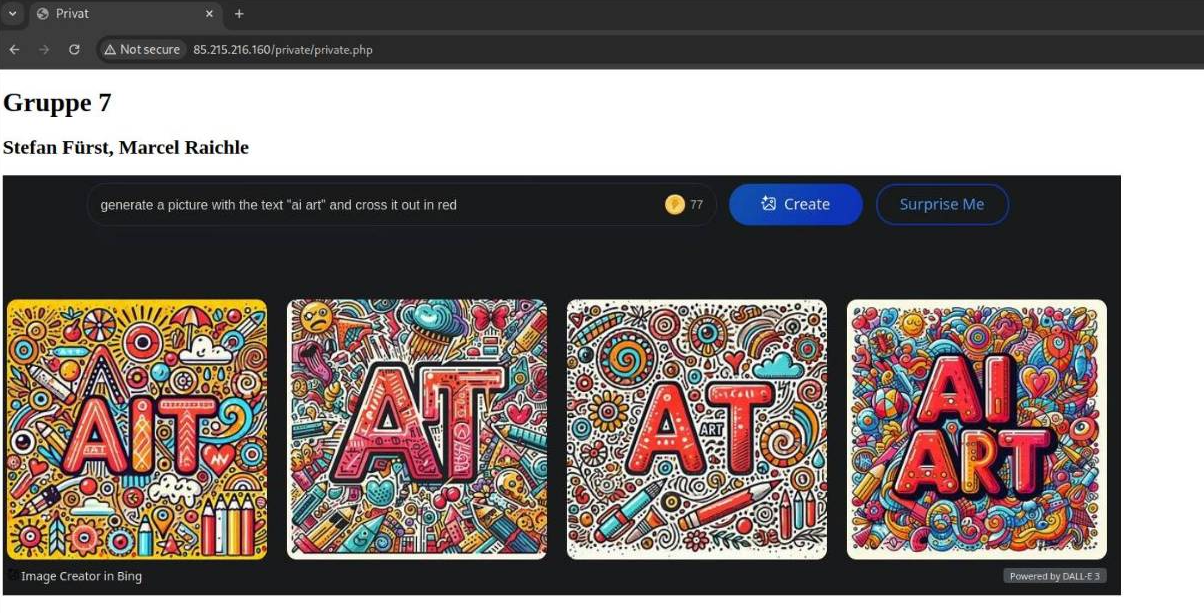 Privat
Not secure 85.215.216.160/private/private.php
Gruppe 7
Stefan Fürst, Marcel Raichle
generate a picture with the text "ai art" and cross it out in red
77
Create
Surprise Me
AIT
ART
AT
AT
ART
AI
ART
Image Creator in Bing
Powered by DALL-E 3